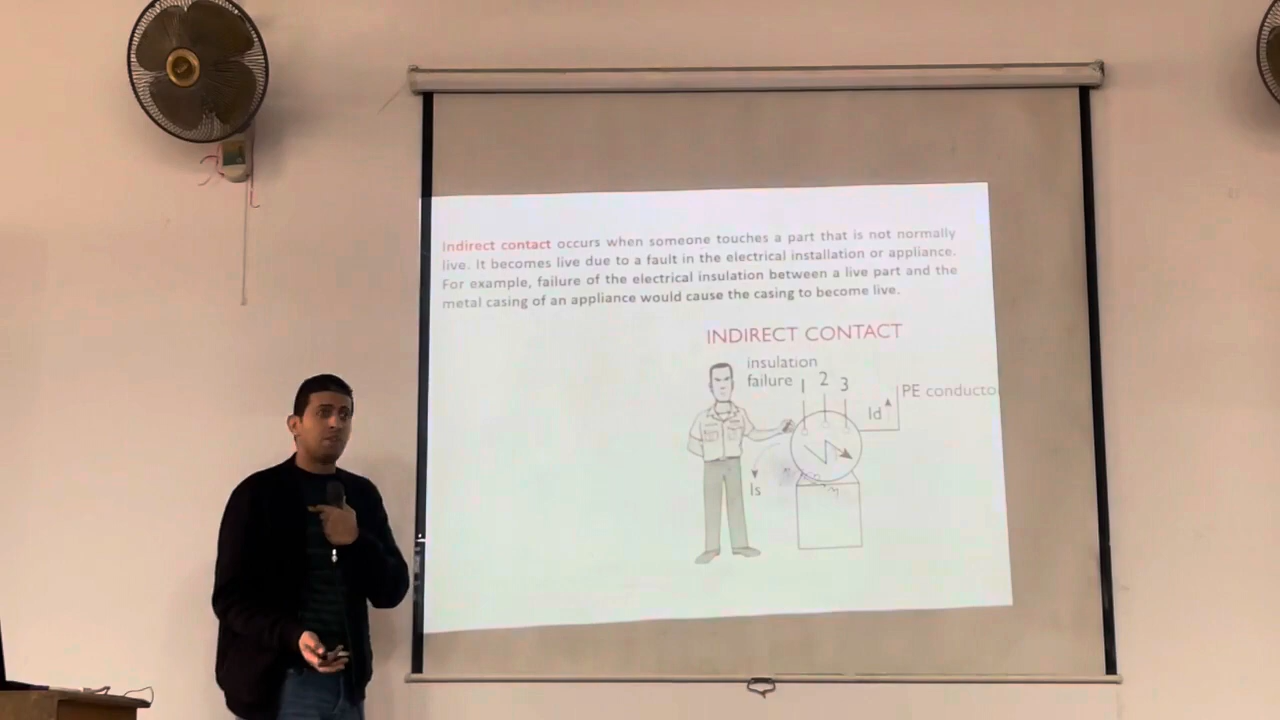 Indirect contact occurs when someone touches a part that is not normally
live. It becomes live due to a fault in the electrical installation or appliance.
For example, failure of the electrical insulation between a live part and the
metal casing of an appliance would cause the casing to become live.
INDIRECT CONTACT
insulation
failure 1 2 3
PE conducto
Id
Is